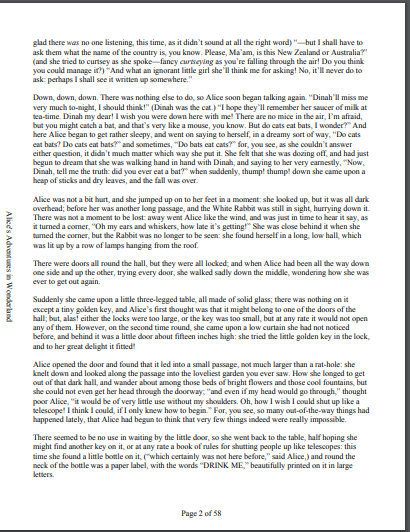 glad there was no one listening, this time, as it didn't sound at all the right word) “—but I shall have to
ask them what the name of the country is, you know. Please, Ma'am, is this New Zealand or Australia?”
(and she tried to curtsey as she spoke—fancy curtseying as you're falling through the air! Do you think
you could manage it?) “And what an ignorant little girl she'll think me for asking! No, it'll never do to
ask: perhaps I shall see it written up somewhere.”
Down, down, down. There was nothing else to do, so Alice soon began talking again. “Dinah'll miss me
very much to-night, I should think!” (Dinah was the cat.) “I hope they'll remember her saucer of milk at
tea-time. Dinah my dear! I wish you were down here with me! There are no mice in the air, I'm afraid,
but you might catch a bat, and that's very like a mouse, you know. But do cats eat bats, I wonder?” And
here Alice began to get rather sleepy, and went on saying to herself, in a dreamy sort of way, “Do cats
eat bats? Do cats eat bats?” and sometimes, “Do bats eat cats?” for, you see, as she couldn't answer
either question, it didn't much matter which way she put it. She felt that she was dozing off, and had just
begun to dream that she was walking hand in hand with Dinah, and saying to her very earnestly, “Now,
Dinah, tell me the truth: did you ever eat a bat?” when suddenly, thump! thump! down she came upon a
heap of sticks and dry leaves, and the fall was over.
Alice was not a bit hurt, and she jumped up on to her feet in a moment: she looked up, but it was all dark
overhead; before her was another long passage, and the White Rabbit was still in sight, hurrying down it.
There was not a moment to be lost: away went Alice like the wind, and was just in time to hear it say, as
it turned a corner, “Oh my ears and whiskers, how late it's getting!” She was close behind it when she
turned the corner, but the Rabbit was no longer to be seen: she found herself in a long, low hall, which
was lit up by a row of lamps hanging from the roof.
There were doors all round the hall, but they were all locked; and when Alice had been all the way down
one side and up the other, trying every door, she walked sadly down the middle, wondering how she was
ever to get out again.
Suddenly she came upon a little three-legged table, all made of solid glass; there was nothing on it
except a tiny golden key, and Alice's first thought was that it might belong to one of the doors of the
hall; but, alas! either the locks were too large, or the key was too small, but at any rate it would not open
any of them. However, on the second time round, she came upon a low curtain she had not noticed
before, and behind it was a little door about fifteen inches high: she tried the little golden key in the lock,
and to her great delight it fitted!
Alice opened the door and found that it led into a small passage, not much larger than a rat-hole: she
knelt down and looked along the passage into the loveliest garden you ever saw. How she longed to get
out of that dark hall, and wander about among those beds of bright flowers and those cool fountains, but
she could not even get her head through the doorway; “and even if my head would go through,” thought
poor Alice, “it would be of very little use without my shoulders. Oh, how I wish I could shut up like a
telescope! I think I could, if I only knew how to begin.” For, you see, so many out-of-the-way things had
happened lately, that Alice had begun to think that very few things indeed were really impossible.
There seemed to be no use in waiting by the little door, so she went back to the table, half hoping she
might find another key on it, or at any rate a book of rules for shutting people up like telescopes: this
time she found a little bottle on it, (“which certainly was not here before,” said Alice,) and round the
neck of the bottle was a paper label, with the words “DRINK ME,” beautifully printed on it in large
letters.
Alice's Adventures in Wonderland
Page 2 of 58